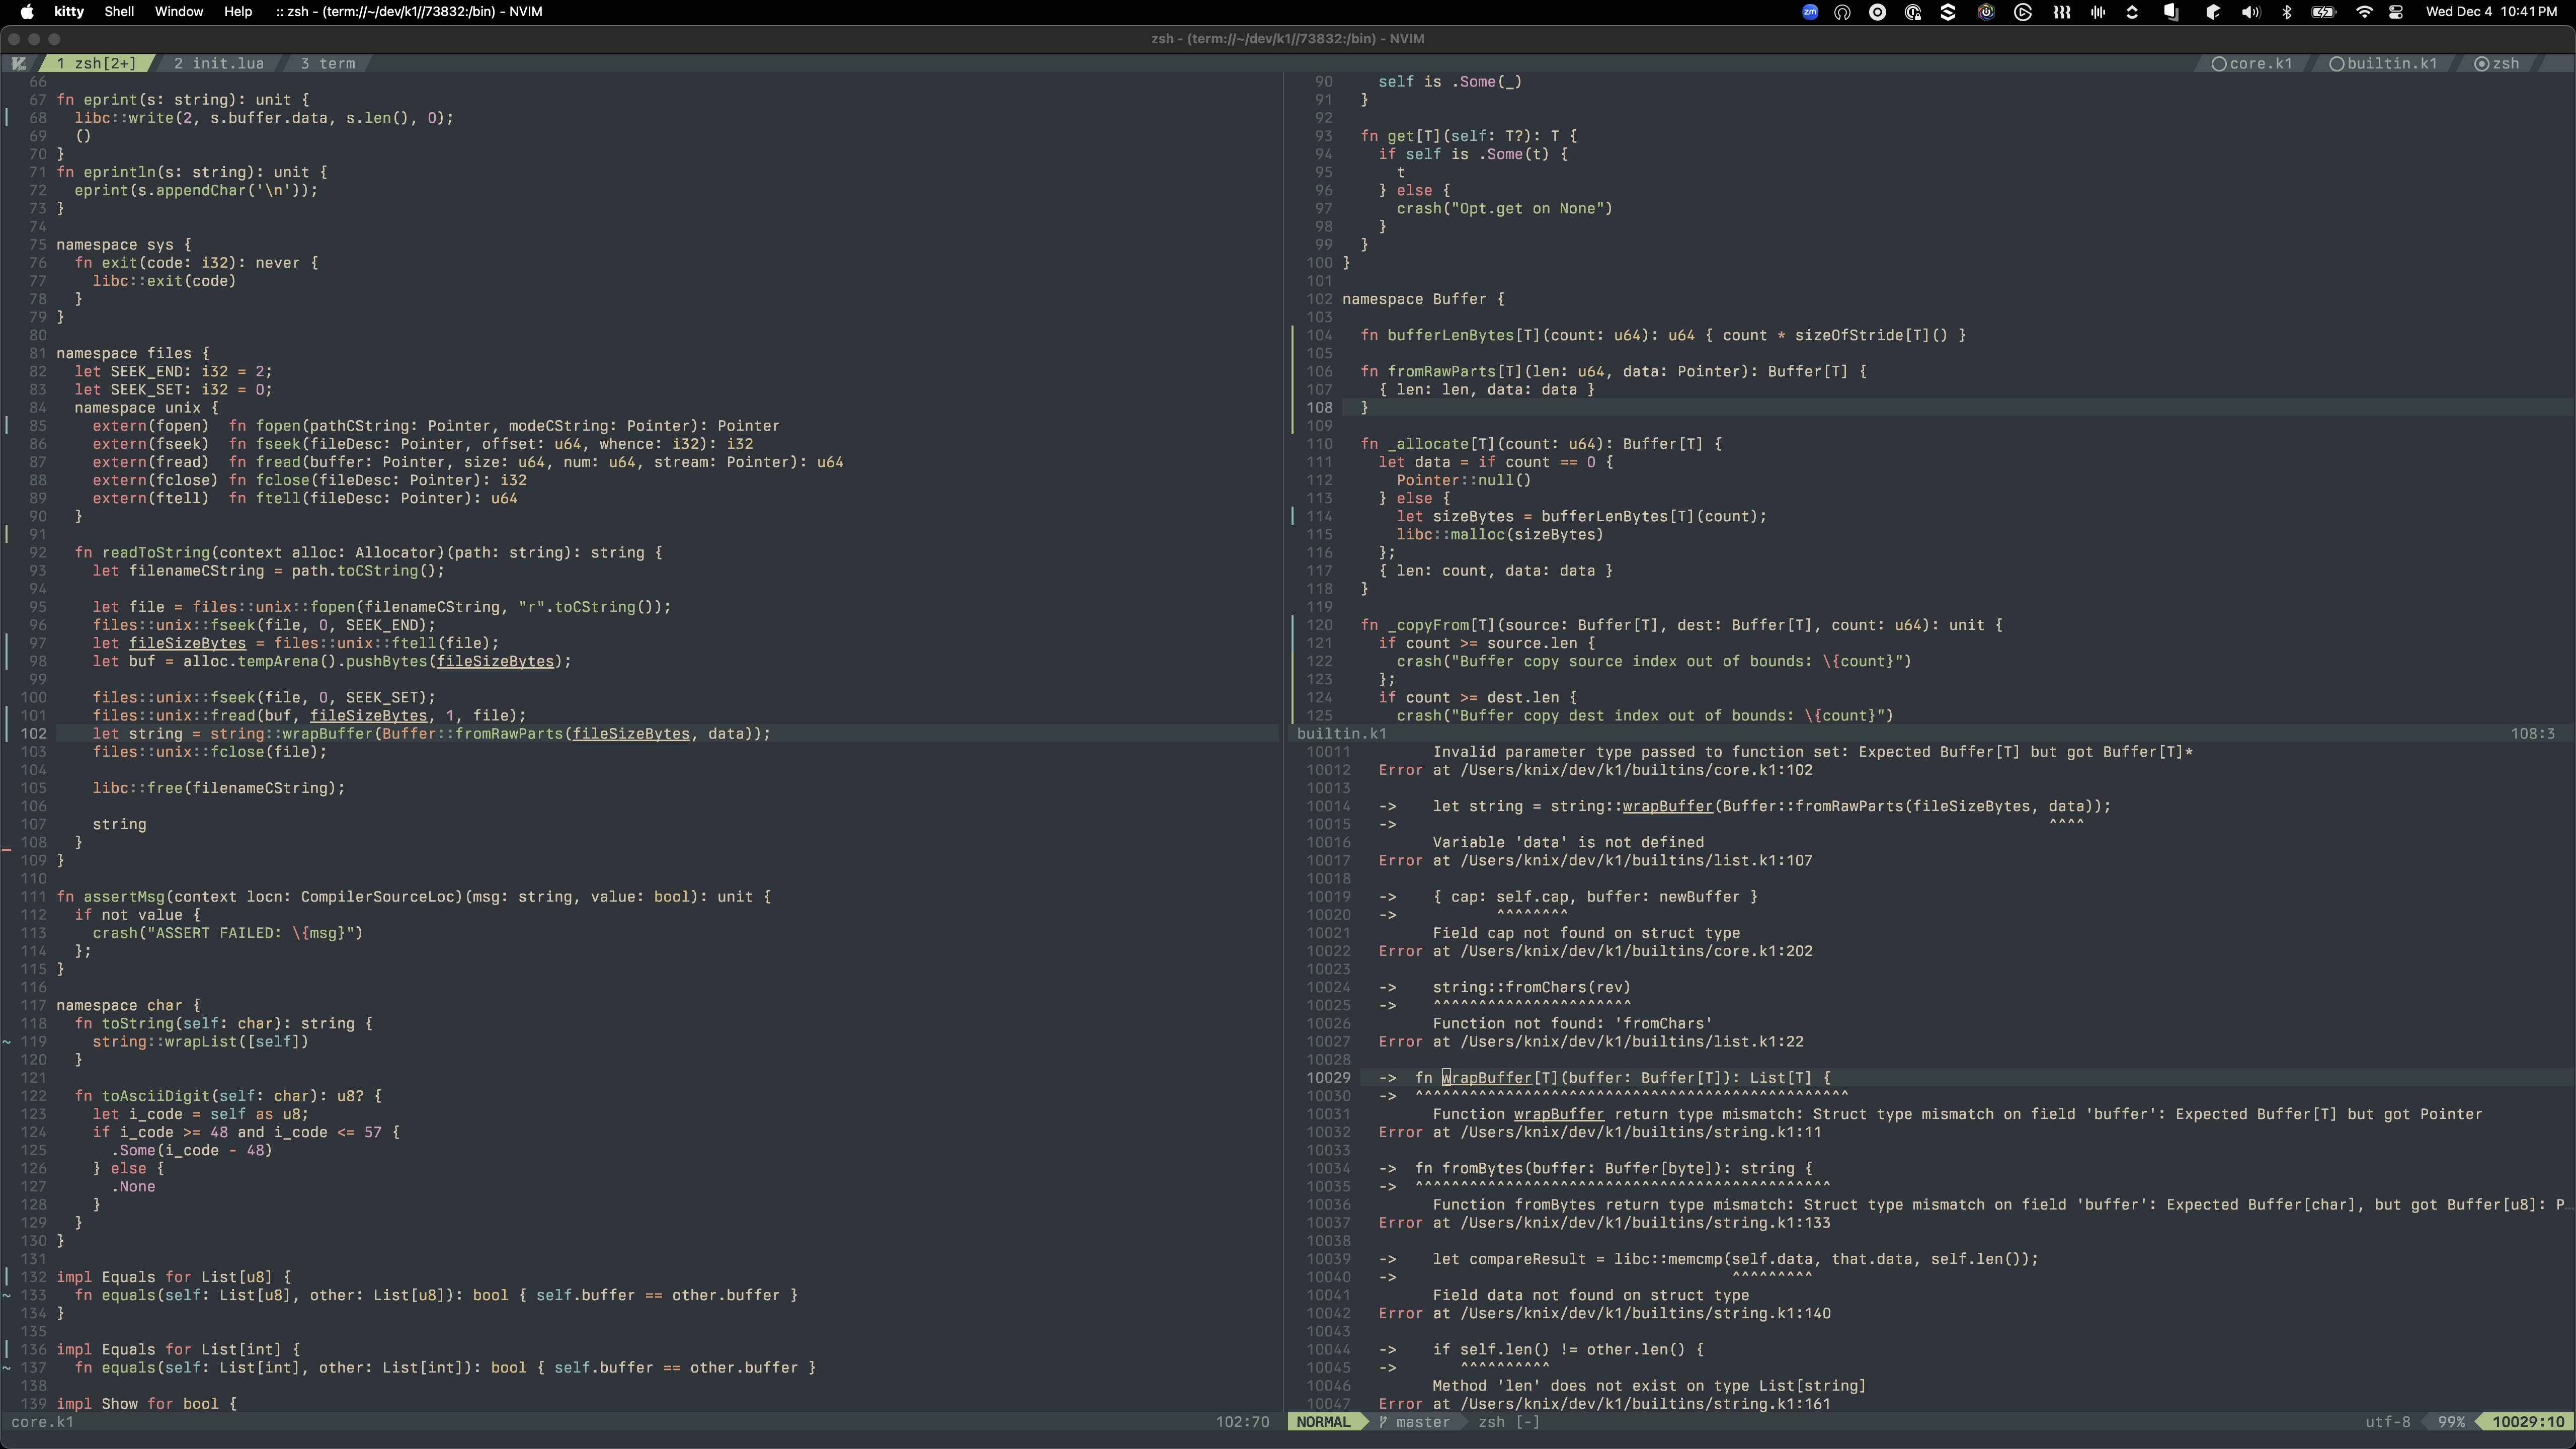 kitty Shell Window Help :: zsh - (term://~/dev/k1//73832:/bin) - NVIM
zm
Wed Dec 4 10:41 PM
zsh - (term://~/dev/k1//73832:/bin) - NVIM
1 zsh[2+] 2 init.lua 3 term
core.k1 builtin.k1 zsh
66
67 fn eprint(s: string): unit {
68   libc::write(2, s.buffer.data, s.len(), 0);
69   ()
70 }
71 fn eprintln(s: string): unit {
72   eprint(s.appendChar('\n'));
73 }
74
75 namespace sys {
76   fn exit(code: i32): never {
77     libc::exit(code)
78   }
79 }
80
81 namespace files {
82   let SEEK_END: i32 = 2;
83   let SEEK_SET: i32 = 0;
84   namespace unix {
85     extern(fopen)  fn fopen(pathCString: Pointer, modeCString: Pointer): Pointer
86     extern(fseek)  fn fseek(fileDesc: Pointer, offset: u64, whence: i32): i32
87     extern(fread)  fn fread(buffer: Pointer, size: u64, num: u64, stream: Pointer): u64
88     extern(fclose) fn fclose(fileDesc: Pointer): i32
89     extern(ftell)  fn ftell(fileDesc: Pointer): u64
90   }
91
92   fn readToString(context alloc: Allocator)(path: string): string {
93     let filenameCString = path.toCString();
94
95     let file = files::unix::fopen(filenameCString, "r".toCString());
96     files::unix::fseek(file, 0, SEEK_END);
97     let fileSizeBytes = files::unix::ftell(file);
98     let buf = alloc.tempArena().pushBytes(fileSizeBytes);
99
100     files::unix::fseek(file, 0, SEEK_SET);
101     files::unix::fread(buf, fileSizeBytes, 1, file);
102     let string = string::wrapBuffer(Buffer::fromRawParts(fileSizeBytes, data));
103     files::unix::fclose(file);
104
105     libc::free(filenameCString);
106
107     string
_ 108   }
109 }
110
111 fn assertMsg(context locn: CompilerSourceLoc)(msg: string, value: bool): unit {
112   if not value {
113     crash("ASSERT FAILED: \{msg}")
114   };
115 }
116
117 namespace char {
118   fn toString(self: char): string {
~ 119     string::wrapList([self])
120   }
121
122   fn toAsciiDigit(self: char): u8? {
123     let i_code = self as u8;
124     if i_code >= 48 and i_code <= 57 {
125       .Some(i_code - 48)
126     } else {
127       .None
128     }
129   }
130 }
131
132 impl Equals for List[u8] {
~ 133   fn equals(self: List[u8], other: List[u8]): bool { self.buffer == other.buffer }
134 }
135
136 impl Equals for List[int] {
~ 137   fn equals(self: List[int], other: List[int]): bool { self.buffer == other.buffer }
138
139 impl Show for bool {
core.k1 102:70
90     self is .Some(_)
91   }
92
93   fn get[T](self: T?): T {
94     if self is .Some(t) {
95       t
96     } else {
97       crash("Opt.get on None")
98     }
99   }
100 }
101
102 namespace Buffer {
103
104   fn bufferLenBytes[T](count: u64): u64 { count * sizeOfStride[T]() }
105
106   fn fromRawParts[T](len: u64, data: Pointer): Buffer[T] {
107     { len: len, data: data }
108   }
109
110   fn _allocate[T](count: u64): Buffer[T] {
111     let data = if count == 0 {
112       Pointer::null()
113     } else {
114       let sizeBytes = bufferLenBytes[T](count);
115       libc::malloc(sizeBytes)
116     };
117     { len: count, data: data }
118   }
119
120   fn _copyFrom[T](source: Buffer[T], dest: Buffer[T], count: u64): unit {
121     if count >= source.len {
122       crash("Buffer copy source index out of bounds: \{count}")
123     };
124     if count >= dest.len {
125       crash("Buffer copy dest index out of bounds: \{count}")
builtin.k1 108:3
10011       Invalid parameter type passed to function set: Expected Buffer[T] but got Buffer[T]*
10012 Error at /Users/knix/dev/k1/builtins/core.k1:102
10013
10014 ->    let string = string::wrapBuffer(Buffer::fromRawParts(fileSizeBytes, data));
10015 ->                                                                        ^^^^
10016       Variable 'data' is not defined
10017 Error at /Users/knix/dev/k1/builtins/list.k1:107
10018
10019 ->    { cap: self.cap, buffer: newBuffer }
10020 ->           ^^^^^^^^
10021       Field cap not found on struct type
10022 Error at /Users/knix/dev/k1/builtins/core.k1:202
10023
10024 ->    string::fromChars(rev)
10025 ->    ^^^^^^^^^^^^^^^^^^^^^^
10026       Function not found: 'fromChars'
10027 Error at /Users/knix/dev/k1/builtins/list.k1:22
10028
10029 ->  fn wrapBuffer[T](buffer: Buffer[T]): List[T] {
10030 ->  ^^^^^^^^^^^^^^^^^^^^^^^^^^^^^^^^^^^^^^^^^^^^^^^^
10031       Function wrapBuffer return type mismatch: Struct type mismatch on field 'buffer': Expected Buffer[T] but got Pointer
10032 Error at /Users/knix/dev/k1/builtins/string.k1:11
10033
10034 ->  fn fromBytes(buffer: Buffer[byte]): string {
10035 ->  ^^^^^^^^^^^^^^^^^^^^^^^^^^^^^^^^^^^^^^^^^^^^^^
10036       Function fromBytes return type mismatch: Struct type mismatch on field 'buffer': Expected Buffer[char], but got Buffer[u8]: P…
10037 Error at /Users/knix/dev/k1/builtins/string.k1:133
10038
10039 ->    let compareResult = libc::memcmp(self.data, that.data, self.len());
10040 ->                                     ^^^^^^^^^
10041       Field data not found on struct type
10042 Error at /Users/knix/dev/k1/builtins/string.k1:140
10043
10044 ->    if self.len() != other.len() {
10045 ->       ^^^^^^^^^^
10046       Method 'len' does not exist on type List[string]
10047 Error at /Users/knix/dev/k1/builtins/string.k1:161
NORMAL master zsh [-] utf-8 99% 10029:10